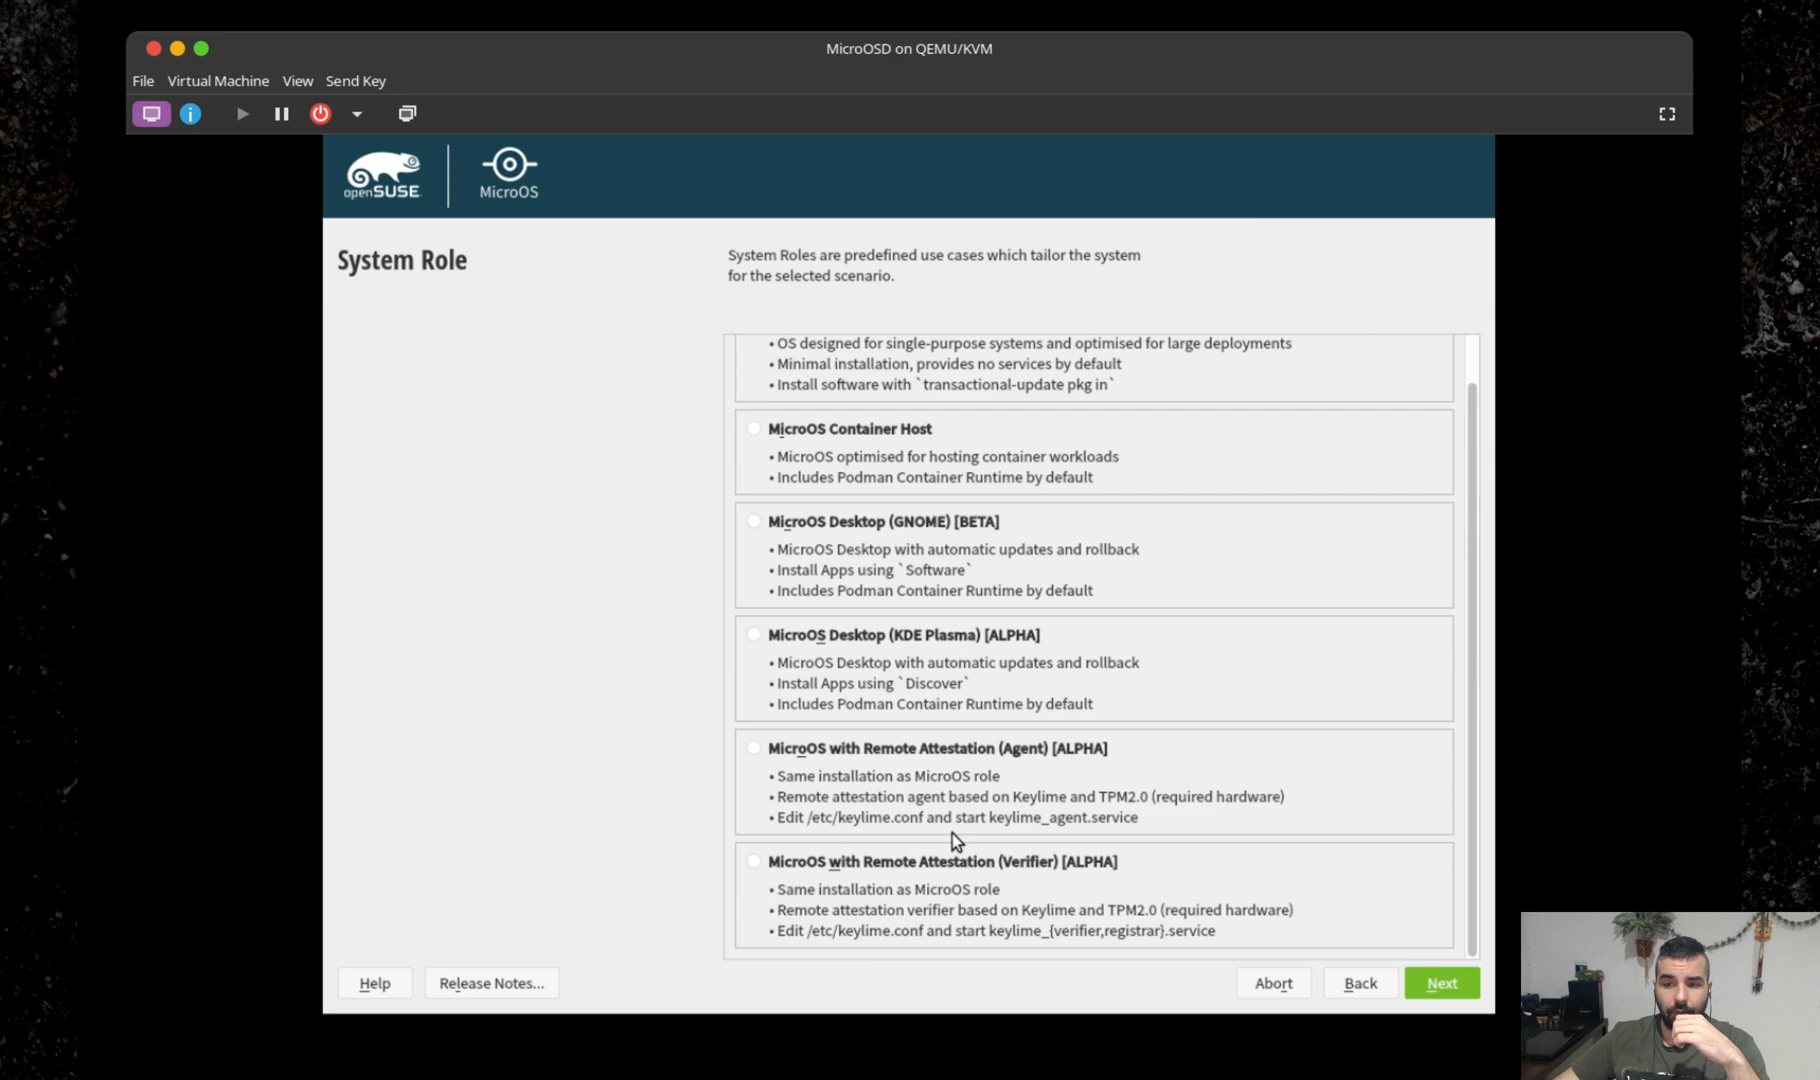 MicroOSD on QEMU/KVM
File Virtual Machine View Send Key
openSUSE
MicroOS
System Role
System Roles are predefined use cases which tailor the system
for the selected scenario.
• OS designed for single-purpose systems and optimised for large deployments
• Minimal installation, provides no services by default
• Install software with `transactional-update pkg in`
MicroOS Container Host
• MicroOS optimised for hosting container workloads
• Includes Podman Container Runtime by default
MicroOS Desktop (GNOME) [BETA]
• MicroOS Desktop with automatic updates and rollback
• Install Apps using `Software`
• Includes Podman Container Runtime by default
MicroOS Desktop (KDE Plasma) [ALPHA]
• MicroOS Desktop with automatic updates and rollback
• Install Apps using `Discover`
• Includes Podman Container Runtime by default
MicroOS with Remote Attestation (Agent) [ALPHA]
• Same installation as MicroOS role
• Remote attestation agent based on Keylime and TPM2.0 (required hardware)
• Edit /etc/keylime.conf and start keylime_agent.service
MicroOS with Remote Attestation (Verifier) [ALPHA]
• Same installation as MicroOS role
• Remote attestation verifier based on Keylime and TPM2.0 (required hardware)
• Edit /etc/keylime.conf and start keylime_{verifier,registrar}.service
Help Release Notes... Abort Back Next